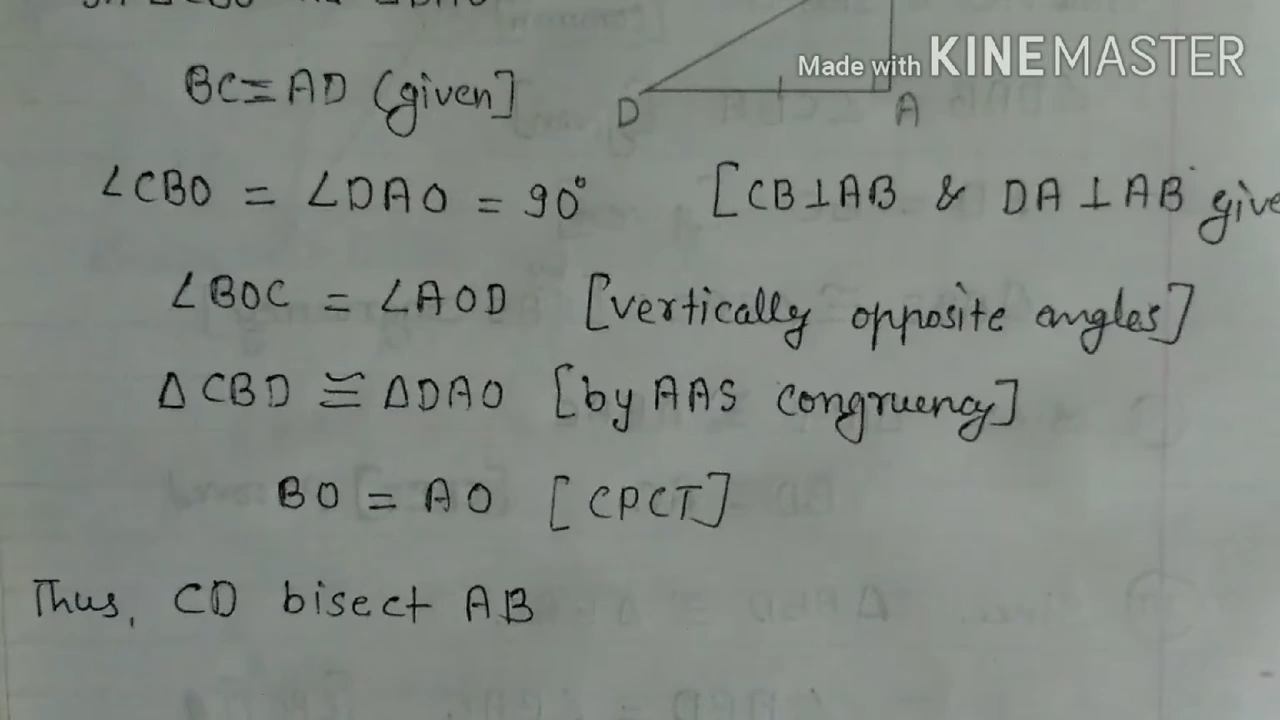 Made with KINEMASTER
D
A
BC = AD (given]
∠CBO = ∠DAO = 90° [CB⊥AB & DA⊥AB give
∠BOC = ∠AOD [vertically opposite angles]
Δ CBD ≅ ΔDAO [by AAS congruency]
BO = AO [CPCT]
Thus, CD bisect AB